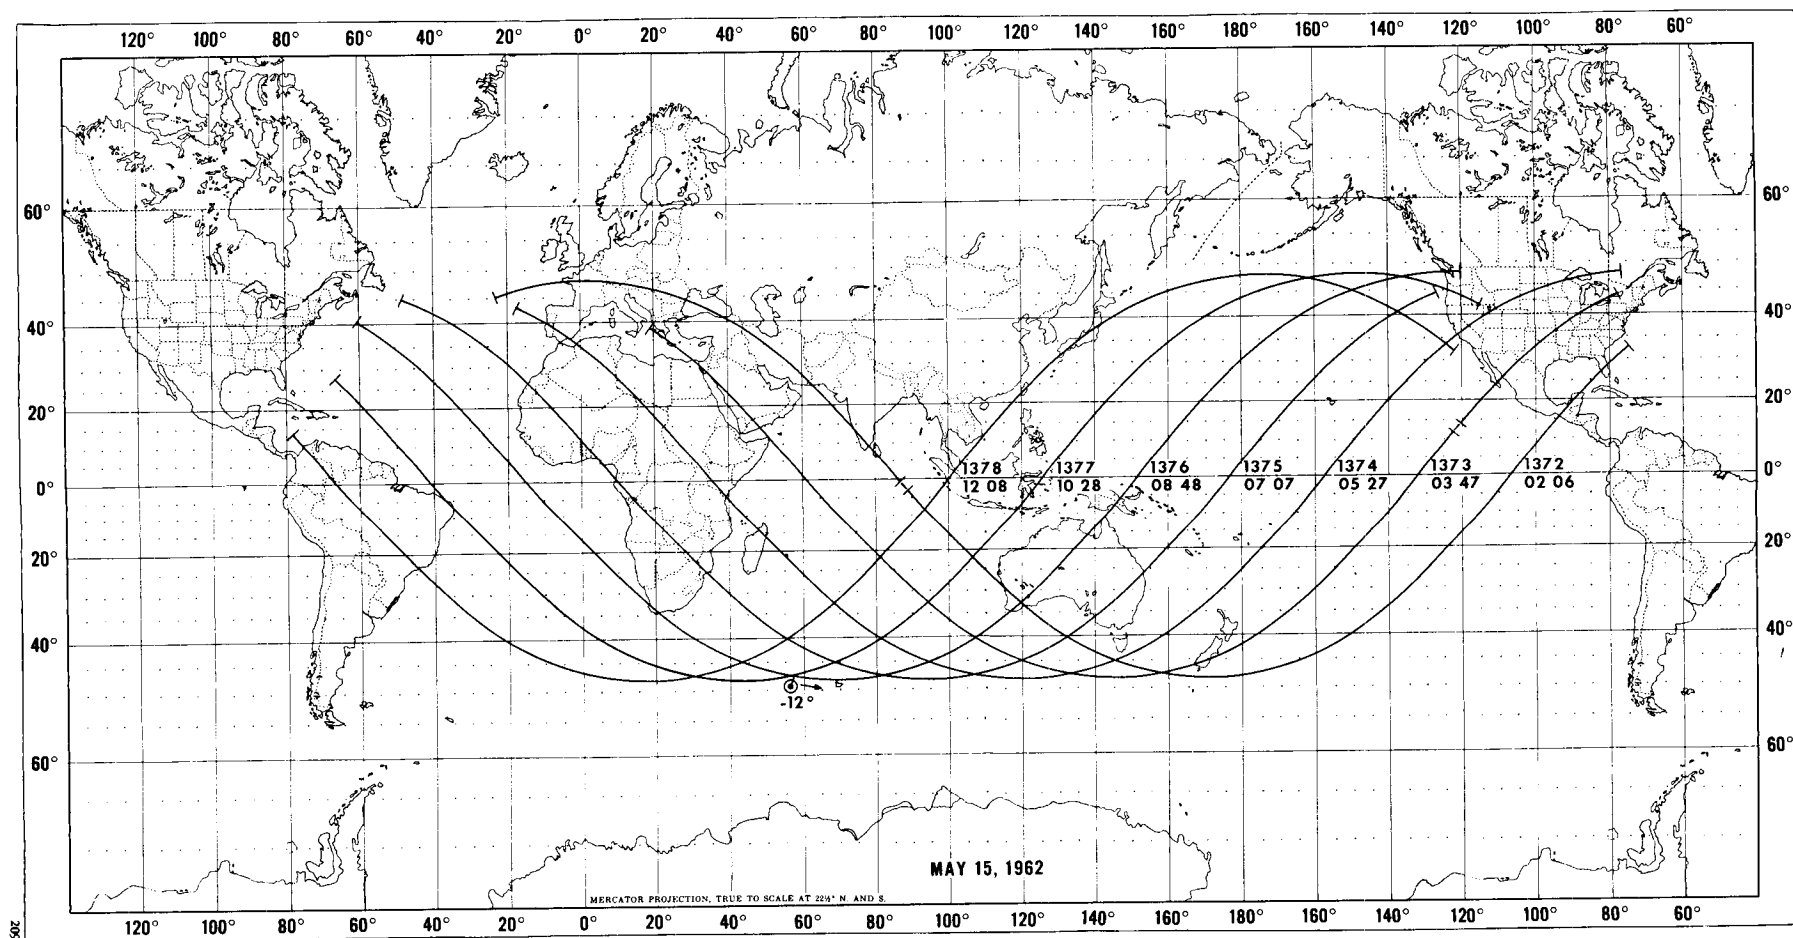 120° 100° 80° 60° 40° 20° 0° 20° 40° 60° 80° 100° 120° 140° 160° 180° 160° 140° 120° 100° 80° 60°
60° 60°
40° 40°
20° 20°
1378 1377 1376 1375 1374 1373 1372 0°
0° 12 08 10 28 08 48 07 07 05 27 03 47 02 06
20° 20°
40° 40°
-12°
60° 60°
MAY 15, 1962
MERCATOR PROJECTION, TRUE TO SCALE AT 22½° N. AND S.
120° 100° 80° 60° 40° 20° 0° 20° 40° 60° 80° 100° 120° 140° 160° 180° 160° 140° 120° 100° 80° 60°